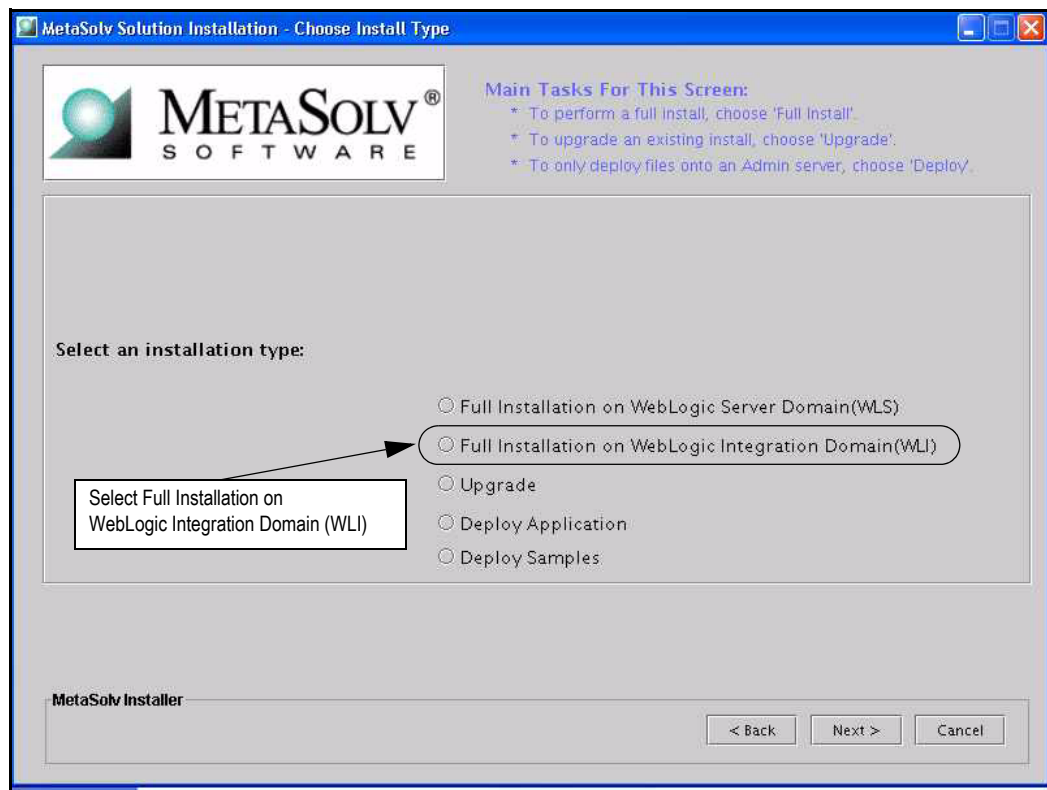 MetaSolv Solution Installation - Choose Install Type
METASOLV®
SOFTWARE
Main Tasks For This Screen:
* To perform a full install, choose 'Full Install'.
* To upgrade an existing install, choose 'Upgrade'.
* To only deploy files onto an Admin server, choose 'Deploy'.
Select an installation type:
Full Installation on WebLogic Server Domain(WLS)
Full Installation on WebLogic Integration Domain(WLI)
Upgrade
Deploy Application
Deploy Samples
Select Full Installation on
WebLogic Integration Domain (WLI)
MetaSolv Installer
< Back
Next >
Cancel